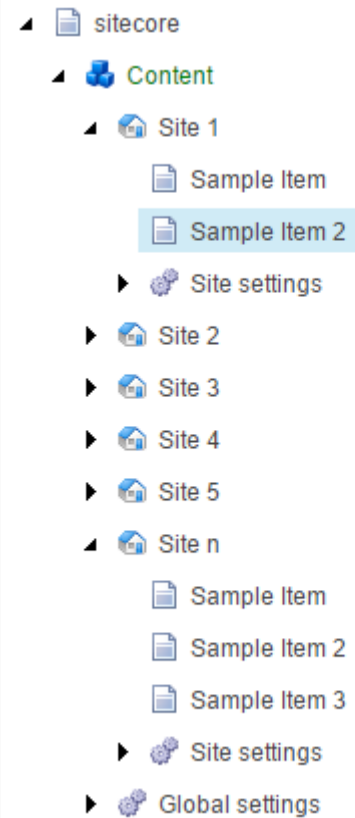 sitecore
Content
Site 1
Sample Item
Sample Item 2
Site settings
Site 2
Site 3
Site 4
Site 5
Site n
Sample Item
Sample Item 2
Sample Item 3
Site settings
Global settings